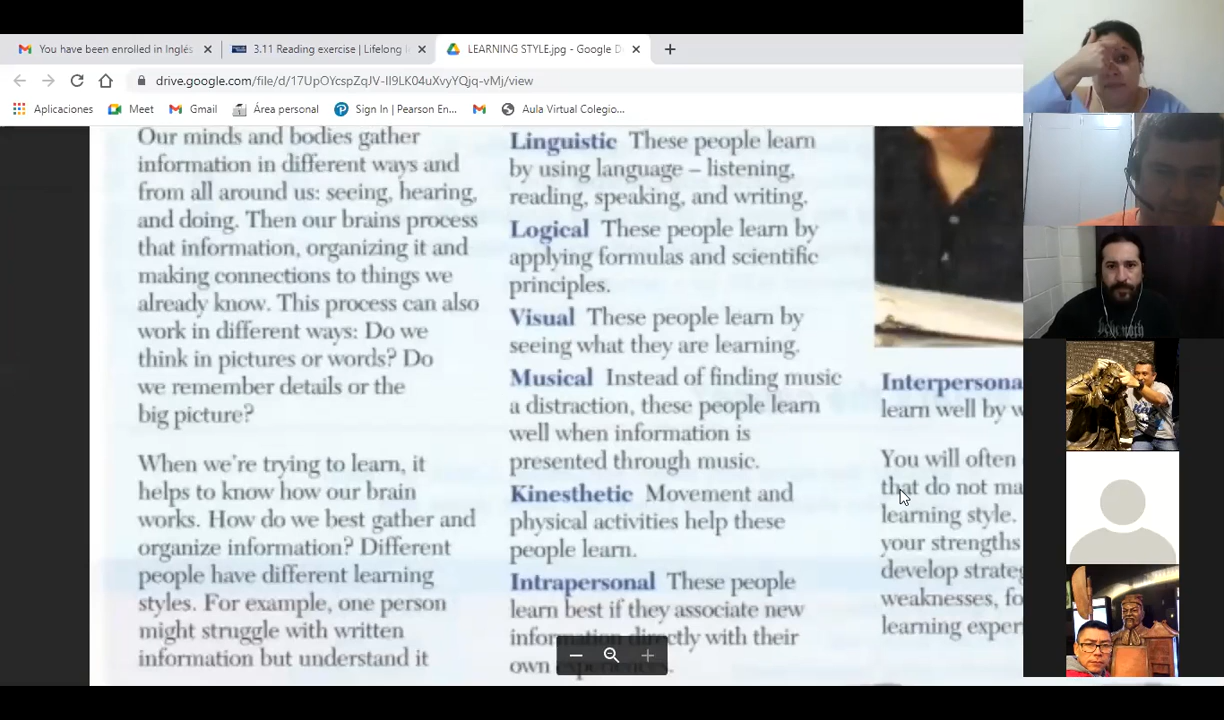 You have been enrolled in Inglés
3.11 Reading exercise | Lifelong l
LEARNING STYLE.jpg - Google D
drive.google.com/file/d/17UpOYcspZqJV-II9LK04uXvyYQjq-vMj/view
Aplicaciones
Meet
Gmail
Área personal
Sign In | Pearson En...
Aula Virtual Colegio...
Our minds and bodies gather
information in different ways and
from all around us: seeing, hearing,
and doing. Then our brains process
that information, organizing it and
making connections to things we
already know. This process can also
work in different ways: Do we
think in pictures or words? Do
we remember details or the
big picture?
When we're trying to learn, it
helps to know how our brain
works. How do we best gather and
organize information? Different
people have different learning
styles. For example, one person
might struggle with written
information but understand it
Linguistic These people learn
by using language – listening,
reading, speaking, and writing.
Logical These people learn by
applying formulas and scientific
principles.
Visual These people learn by
seeing what they are learning.
Musical Instead of finding music
a distraction, these people learn
well when information is
presented through music.
Kinesthetic Movement and
physical activities help these
people learn.
Intrapersonal These people
learn best if they associate new
information directly with their
own experiences.
Interpersona
learn well by w
You will often
that do not ma
learning style.
your strengths
develop strateg
weaknesses, fo
learning exper